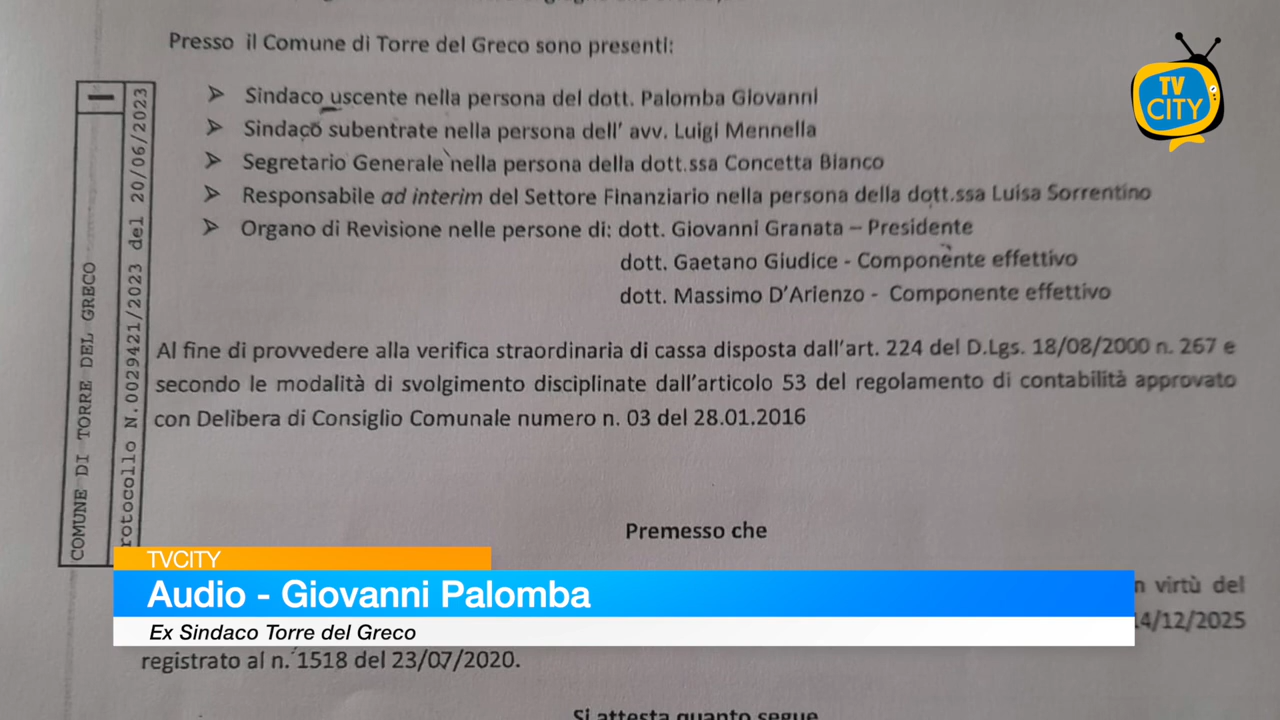 Presso il Comune di Torre del Greco sono presenti:
Sindaco uscente nella persona del dott. Palomba Giovanni
Sindaco subentrate nella persona dell' avv. Luigi Mennella
Segretario Generale nella persona della dott.ssa Concetta Bianco
Responsabile ad interim del Settore Finanziario nella persona della dott.ssa Luisa Sorrentino
Organo di Revisione nelle persone di: dott. Giovanni Granata – Presidente
dott. Gaetano Giudice - Componente effettivo
dott. Massimo D'Arienzo - Componente effettivo
Al fine di provvedere alla verifica straordinaria di cassa disposta dall'art. 224 del D.Lgs. 18/08/2000 n. 267 e
secondo le modalità di svolgimento disciplinate dall'articolo 53 del regolamento di contabilità approvato
con Delibera di Consiglio Comunale numero n. 03 del 28.01.2016
Premesso che
virtù del
14/12/2025
registrato al n. 1518 del 23/07/2020.
Si attesta quanto segue
COMUNE DI TORRE DEL GRECO
rotocollo N.0029421/2023 del 20/06/2023
I
TV
CITY
TVCITY
Audio - Giovanni Palomba
Ex Sindaco Torre del Greco